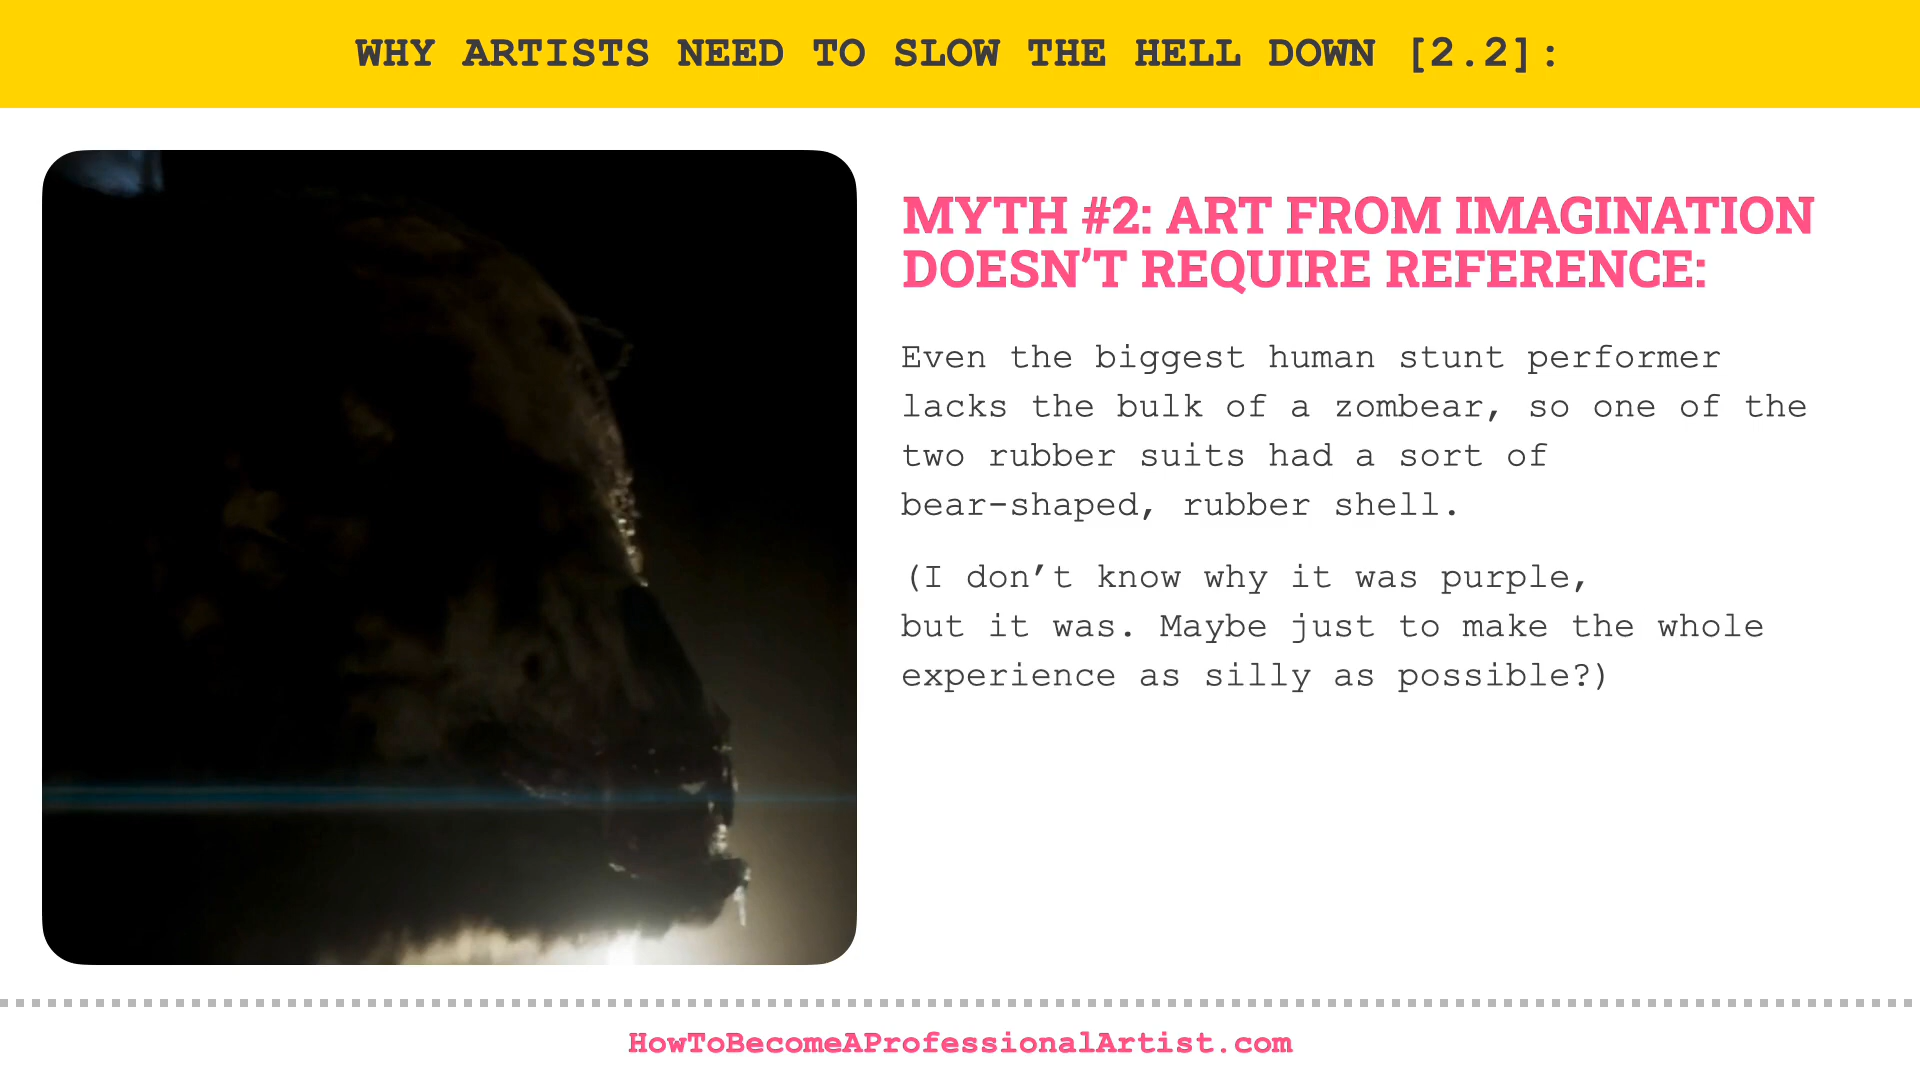 WHY ARTISTS NEED TO SLOW THE HELL DOWN [2.2]:
MYTH #2: ART FROM IMAGINATION
DOESN’T REQUIRE REFERENCE:
Even the biggest human stunt performer
lacks the bulk of a zombear, so one of the
two rubber suits had a sort of
bear-shaped, rubber shell.
(I don’t know why it was purple,
but it was. Maybe just to make the whole
experience as silly as possible?)
HowToBecomeAProfessionalArtist.com